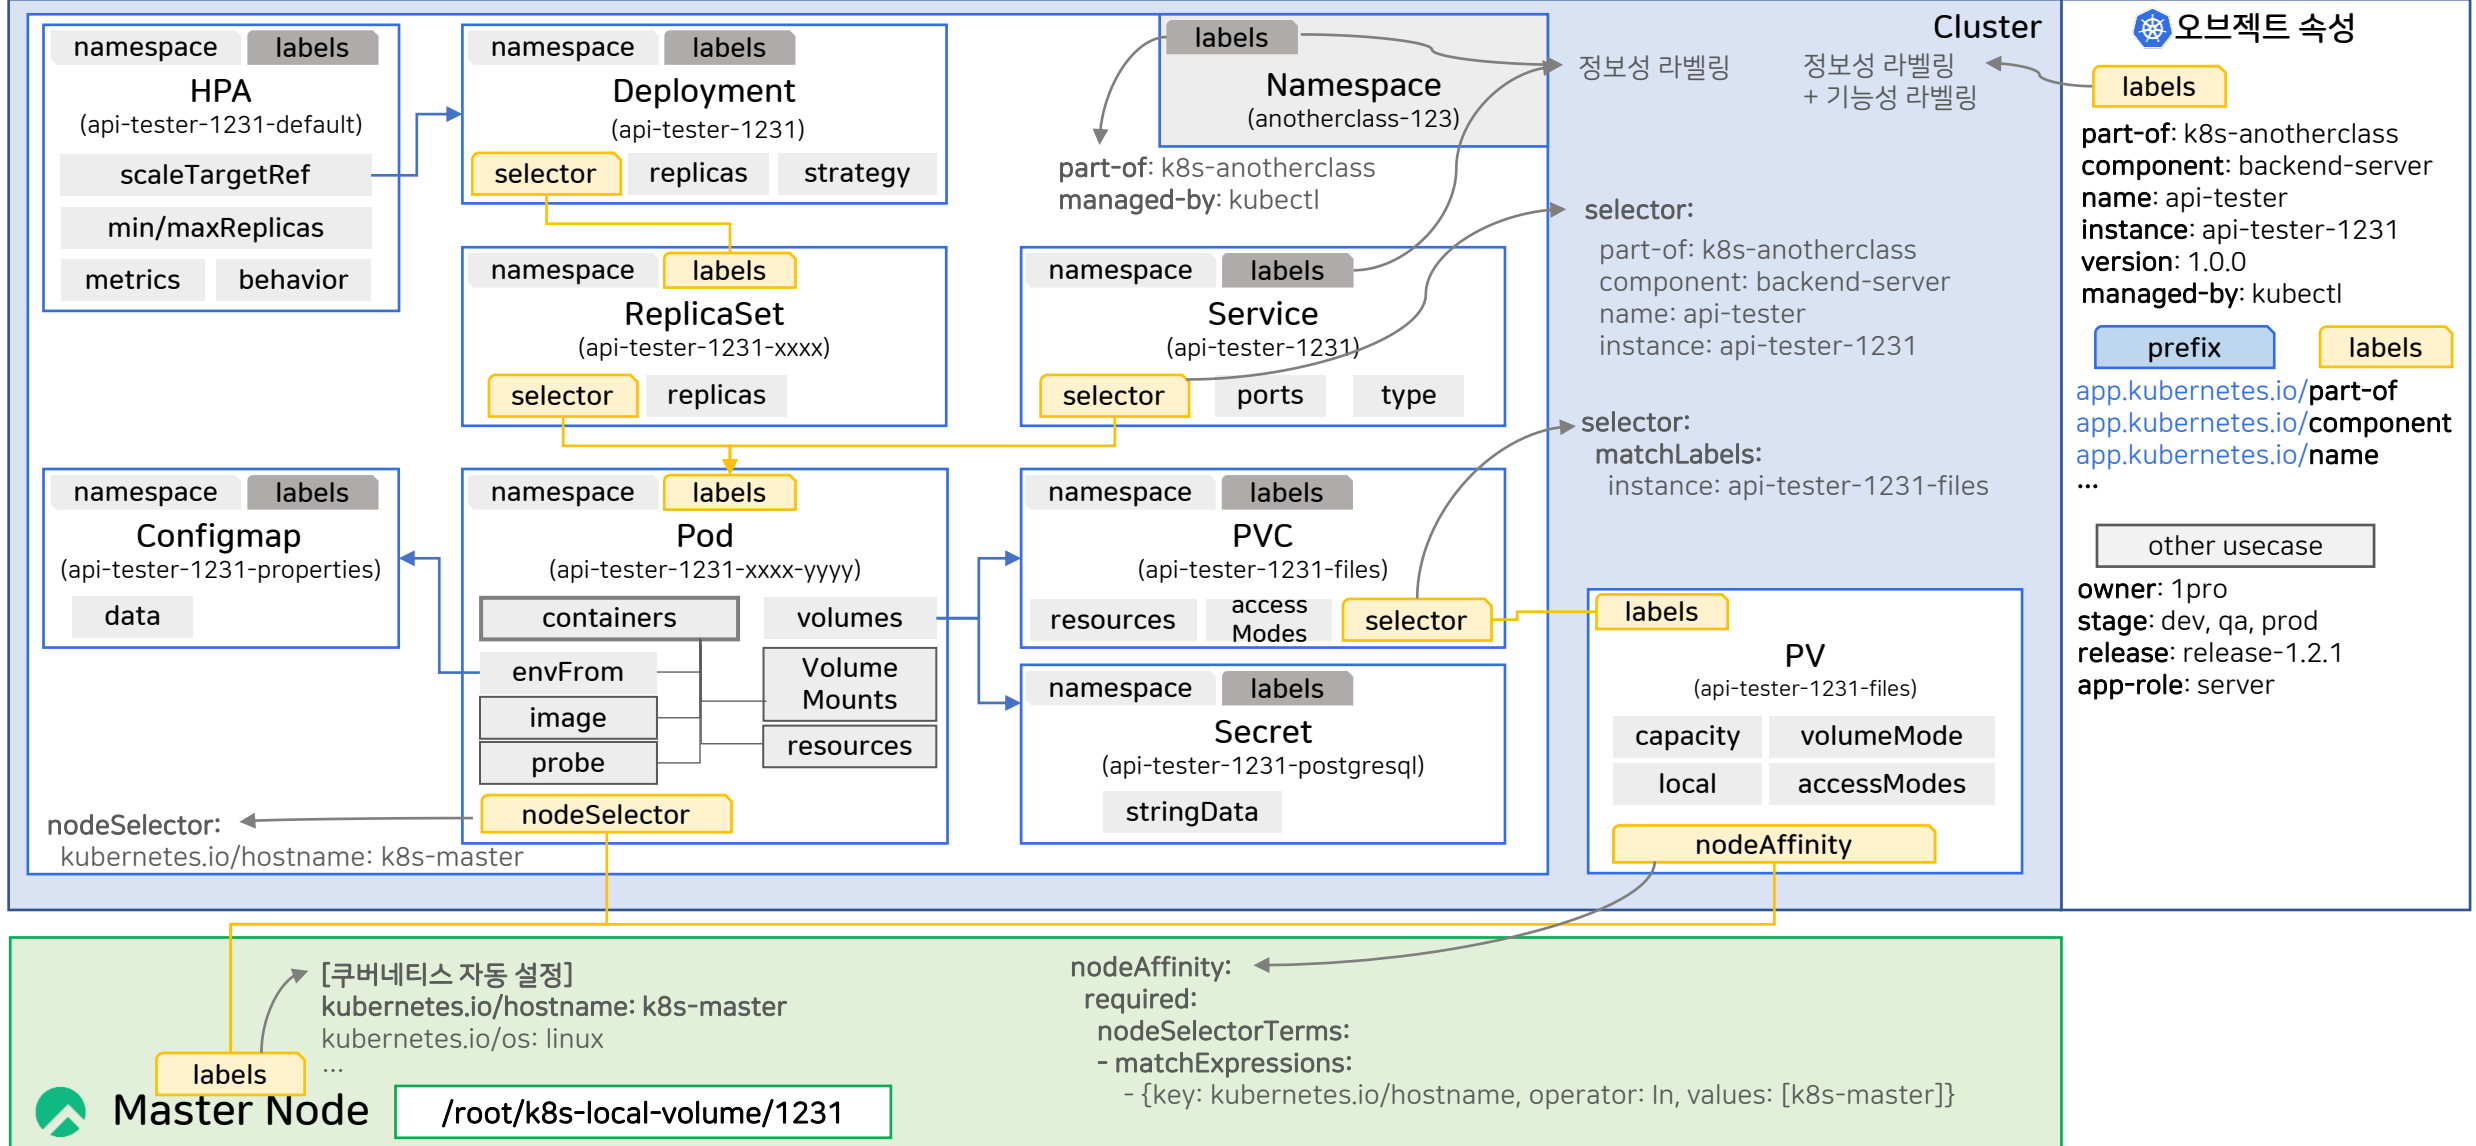 namespace
labels
HPA
(api-tester-1231-default)
scaleTargetRef
min/maxReplicas
metrics
behavior
namespace
labels
Deployment
(api-tester-1231)
selector
replicas
strategy
labels
Namespace
(anotherclass-123)
part-of: k8s-anotherclass
managed-by: kubectl
Cluster
정보성 라벨링
정보성 라벨링
+ 기능성 라벨링
namespace
labels
ReplicaSet
(api-tester-1231-xxxx)
selector
replicas
namespace
labels
Service
(api-tester-1231)
selector
ports
type
selector:
part-of: k8s-anotherclass
component: backend-server
name: api-tester
instance: api-tester-1231
selector:
matchLabels:
instance: api-tester-1231-files
namespace
labels
Configmap
(api-tester-1231-properties)
data
namespace
labels
Pod
(api-tester-1231-xxxx-yyyy)
containers
volumes
envFrom
image
probe
Volume
Mounts
resources
nodeSelector
nodeSelector:
kubernetes.io/hostname: k8s-master
namespace
labels
PVC
(api-tester-1231-files)
resources
access
Modes
selector
namespace
labels
Secret
(api-tester-1231-postgresql)
stringData
labels
PV
(api-tester-1231-files)
capacity
volumeMode
local
accessModes
nodeAffinity
오브젝트 속성
labels
part-of: k8s-anotherclass
component: backend-server
name: api-tester
instance: api-tester-1231
version: 1.0.0
managed-by: kubectl
prefix
labels
app.kubernetes.io/part-of
app.kubernetes.io/component
app.kubernetes.io/name
...
other usecase
owner: 1pro
stage: dev, qa, prod
release: release-1.2.1
app-role: server
[쿠버네티스 자동 설정]
kubernetes.io/hostname: k8s-master
kubernetes.io/os: linux
...
labels
Master Node
/root/k8s-local-volume/1231
nodeAffinity:
required:
nodeSelectorTerms:
- matchExpressions:
- {key: kubernetes.io/hostname, operator: In, values: [k8s-master]}